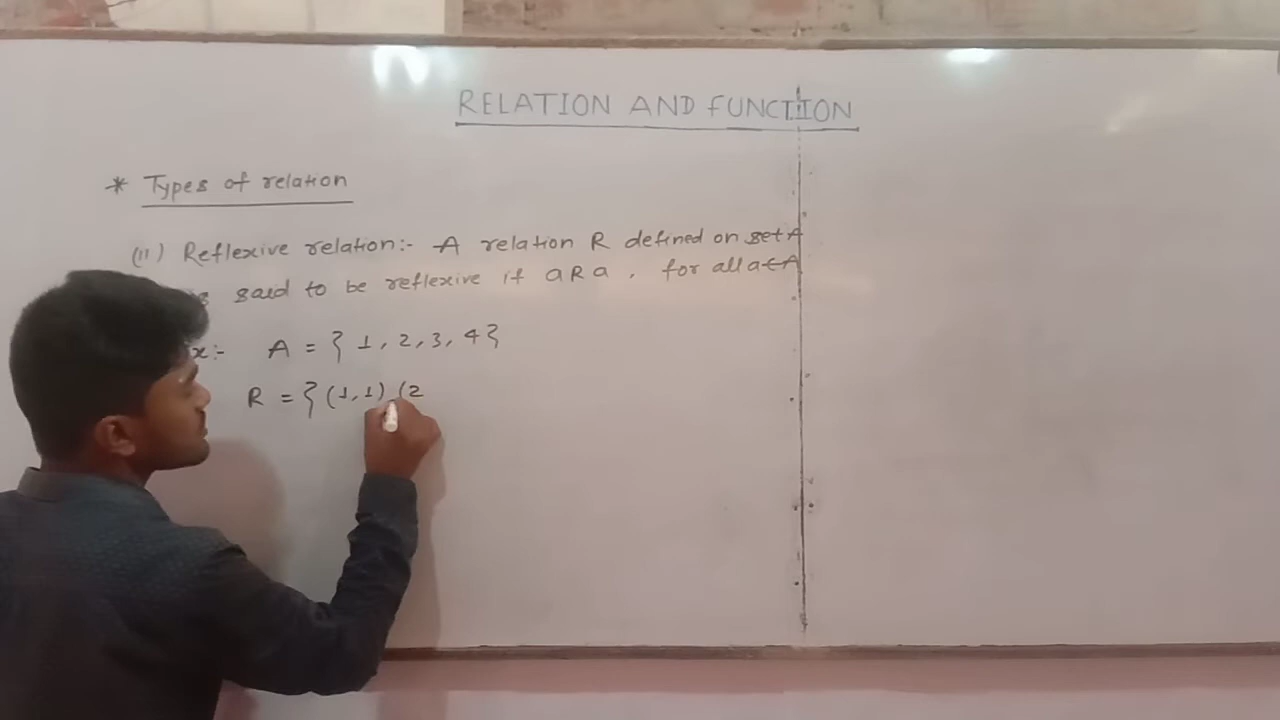 RELATION AND FUNCTION
* Types of relation
(ii) Reflexive relation:- A relation R defined on set A
is said to be reflexive if aRa, for all a∈A
x:- A = { 1, 2, 3, 4 }
R = { (1,1) (2